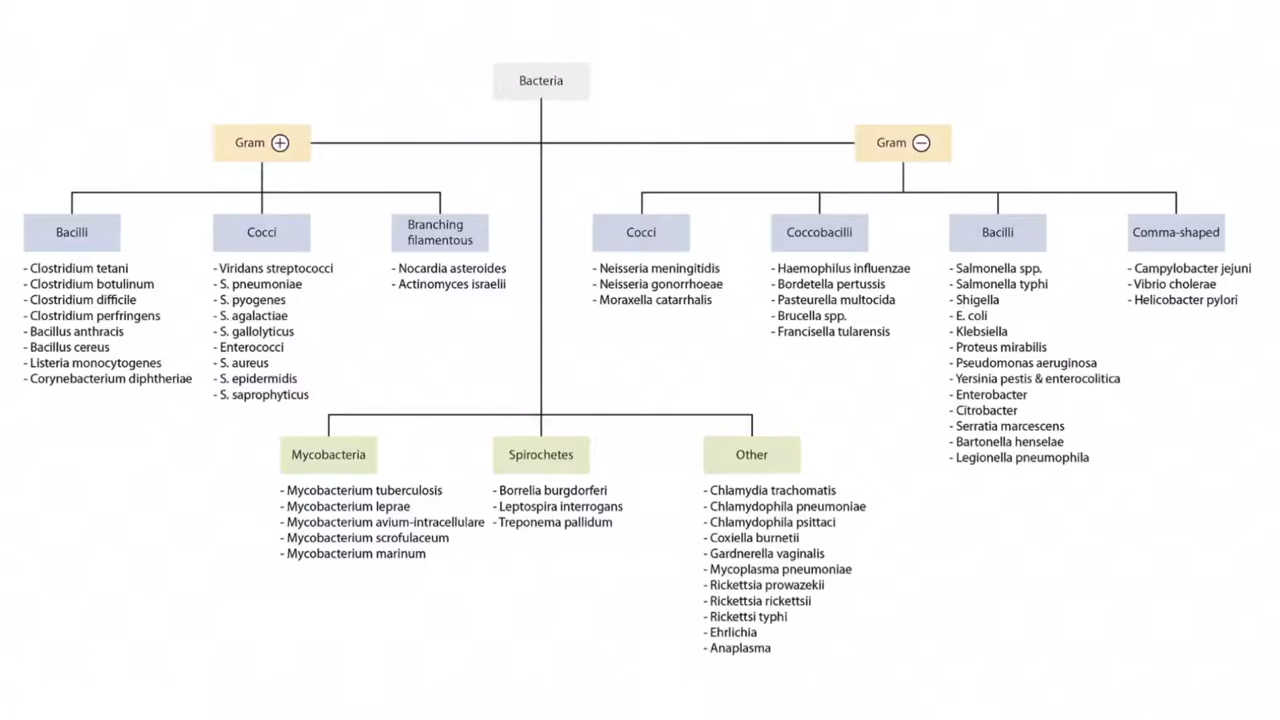 Bacteria
Gram +
Gram −
Bacilli
- Clostridium tetani
- Clostridium botulinum
- Clostridium difficile
- Clostridium perfringens
- Bacillus anthracis
- Bacillus cereus
- Listeria monocytogenes
- Corynebacterium diphtheriae
Cocci
- Viridans streptococci
- S. pneumoniae
- S. pyogenes
- S. agalactiae
- S. gallolyticus
- Enterococci
- S. aureus
- S. epidermidis
- S. saprophyticus
Branching
filamentous
- Nocardia asteroides
- Actinomyces israelii
Cocci
- Neisseria meningitidis
- Neisseria gonorrhoeae
- Moraxella catarrhalis
Coccobacilli
- Haemophilus influenzae
- Bordetella pertussis
- Pasteurella multocida
- Brucella spp.
- Francisella tularensis
Bacilli
- Salmonella spp.
- Salmonella typhi
- Shigella
- E. coli
- Klebsiella
- Proteus mirabilis
- Pseudomonas aeruginosa
- Yersinia pestis & enterocolitica
- Enterobacter
- Citrobacter
- Serratia marcescens
- Bartonella henselae
- Legionella pneumophila
Comma-shaped
- Campylobacter jejuni
- Vibrio cholerae
- Helicobacter pylori
Mycobacteria
- Mycobacterium tuberculosis
- Mycobacterium leprae
- Mycobacterium avium-intracellulare
- Mycobacterium scrofulaceum
- Mycobacterium marinum
Spirochetes
- Borrelia burgdorferi
- Leptospira interrogans
- Treponema pallidum
Other
- Chlamydia trachomatis
- Chlamydophila pneumoniae
- Chlamydophila psittaci
- Coxiella burnetii
- Gardnerella vaginalis
- Mycoplasma pneumoniae
- Rickettsia prowazekii
- Rickettsia rickettsii
- Rickettsi typhi
- Ehrlichia
- Anaplasma